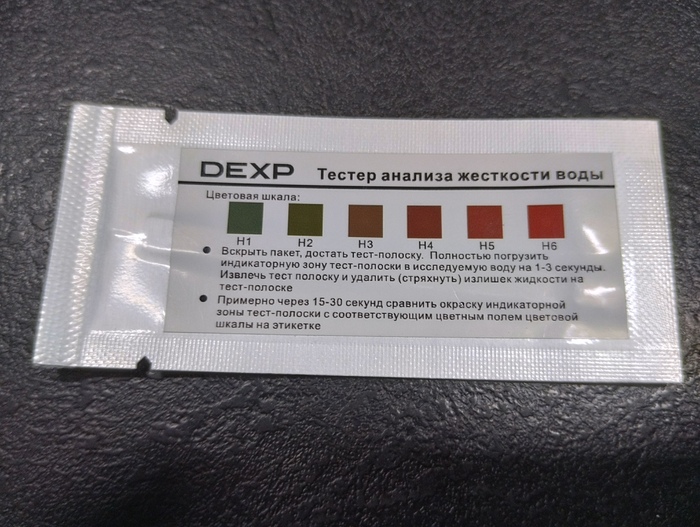 DEXP Тестер анализа жесткости воды
Цветовая шкала:
H1 H2 H3 H4 H5 H6
• Вскрыть пакет, достать тест-полоску. Полностью погрузить
индикаторную зону тест-полоски в исследуемую воду на 1-3 секунды.
Извлечь тест полоску и удалить (стряхнуть) излишек жидкости на
тест-полоске
• Примерно через 15-30 секунд сравнить окраску индикаторной
зоны тест-полоски с соответствующим цветным полем цветовой
шкалы на этикетке